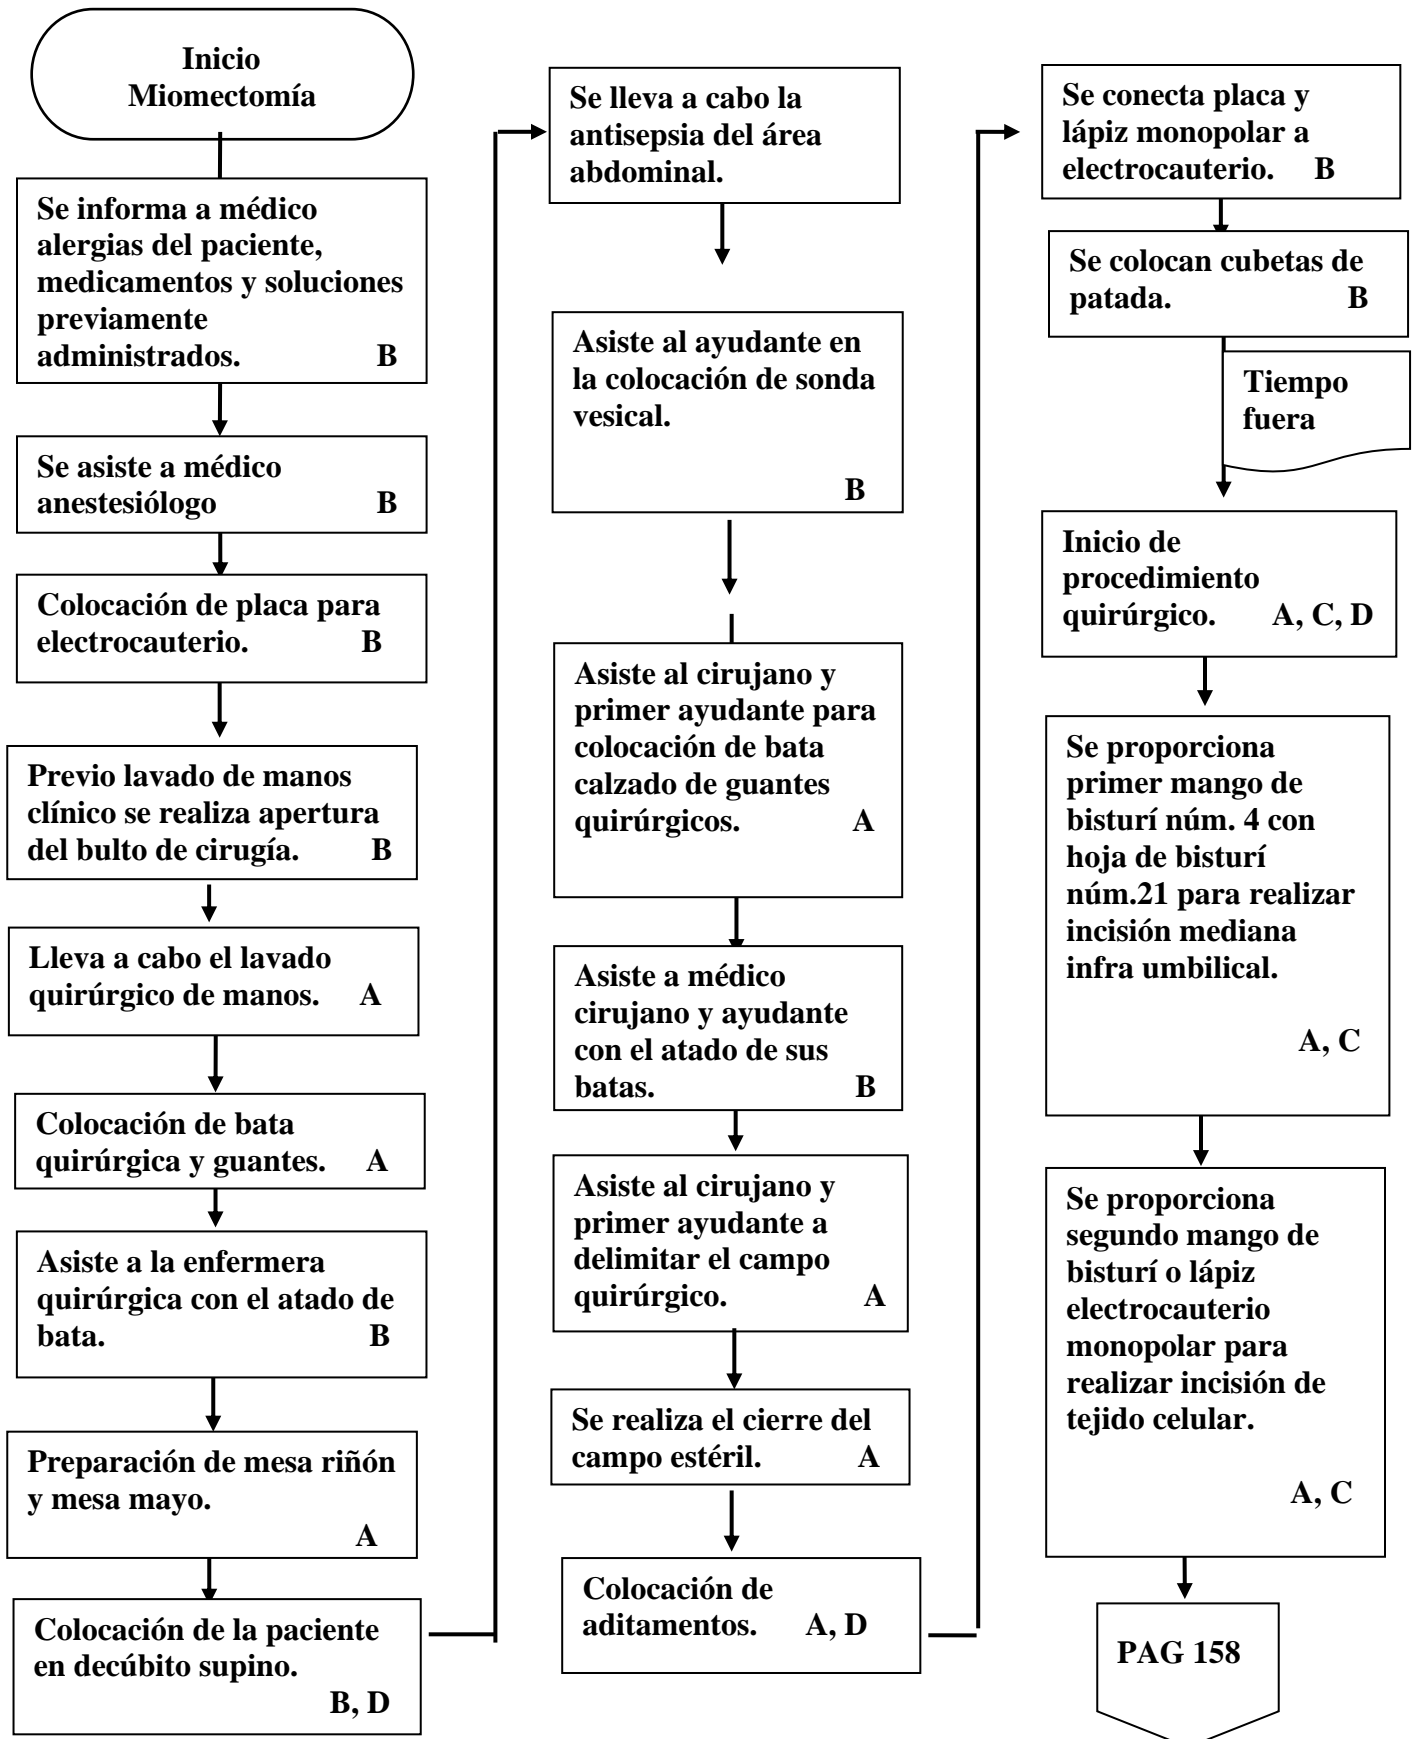 Inicio
Miomectomía
Se informa a médico
alergias del paciente,
medicamentos y soluciones
previamente
administrados. B
Se asiste a médico
anestesiólogo B
Colocación de placa para
electrocauterio. B
Previo lavado de manos
clínico se realiza apertura
del bulto de cirugía. B
Lleva a cabo el lavado
quirúrgico de manos. A
Colocación de bata
quirúrgica y guantes. A
Asiste a la enfermera
quirúrgica con el atado de
bata. B
Preparación de mesa riñón
y mesa mayo.
A
Colocación de la paciente
en decúbito supino.
B, D
Se lleva a cabo la
antisepsia del área
abdominal.
Asiste al ayudante en
la colocación de sonda
vesical.
B
Asiste al cirujano y
primer ayudante para
colocación de bata
calzado de guantes
quirúrgicos. A
Asiste a médico
cirujano y ayudante
con el atado de sus
batas. B
Asiste al cirujano y
primer ayudante a
delimitar el campo
quirúrgico. A
Se realiza el cierre del
campo estéril. A
Colocación de
aditamentos. A, D
Se conecta placa y
lápiz monopolar a
electrocauterio. B
Se colocan cubetas de
patada. B
Tiempo
fuera
Inicio de
procedimiento
quirúrgico. A, C, D
Se proporciona
primer mango de
bisturí núm. 4 con
hoja de bisturí
núm.21 para realizar
incisión mediana
infra umbilical.
A, C
Se proporciona
segundo mango de
bisturí o lápiz
electrocauterio
monopolar para
realizar incisión de
tejido celular.
A, C
PAG 158